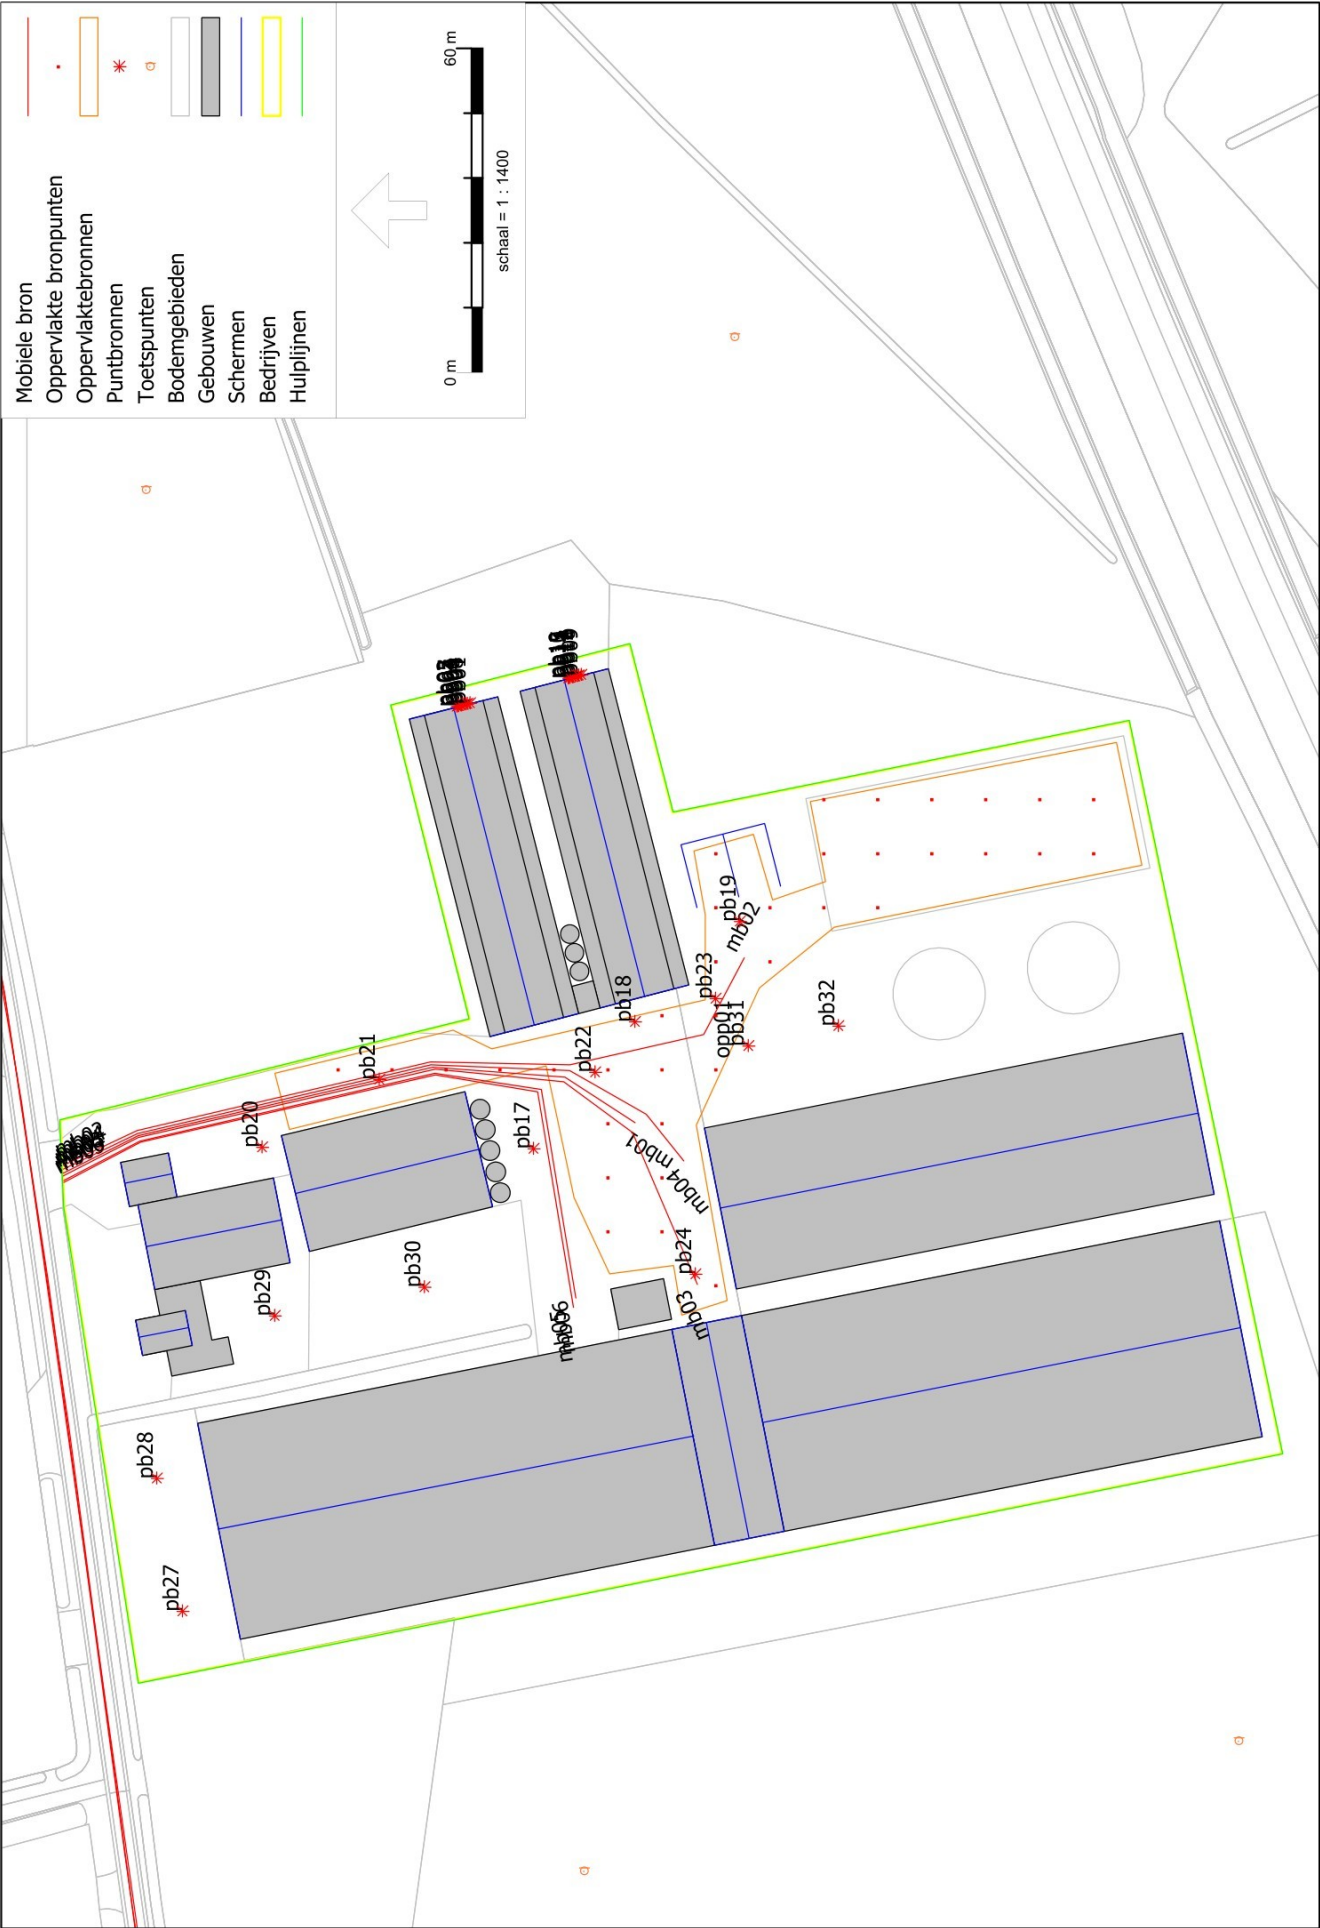 Mobiele bron
Oppervlakte bronpunten
Oppervlaktebronnen
Puntbronnen
Toetspunten
Bodemgebieden
Gebouwen
Schermen
Bedrijven
Hulplijnen
0 m
60 m
schaal = 1 : 1400
pb19
mb02
pb23
pb18
opp01
pb31
pb32
pb22
pb21
pb20
pb17
mb01
mb04
pb24
mb03
pb30
pb29
mb06
pb28
pb27